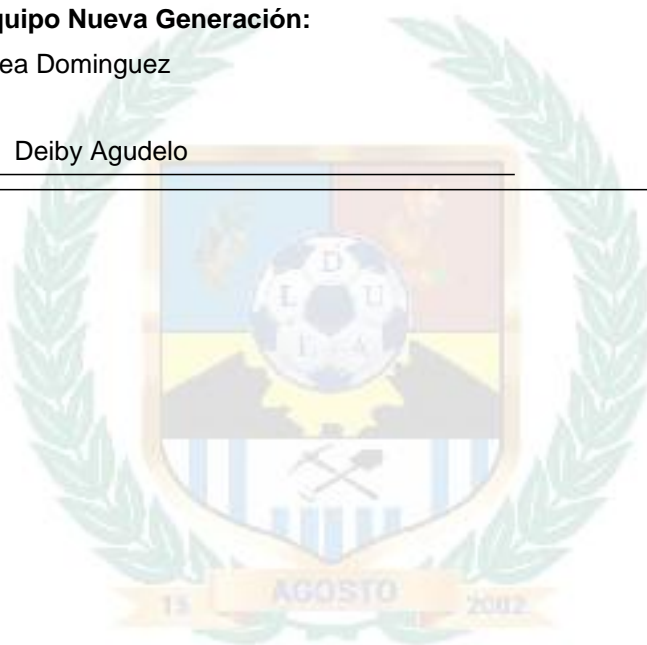 quipo Nueva Generación:
ea Dominguez
Deiby Agudelo
D
L U
E A
AGOSTO
15 2002